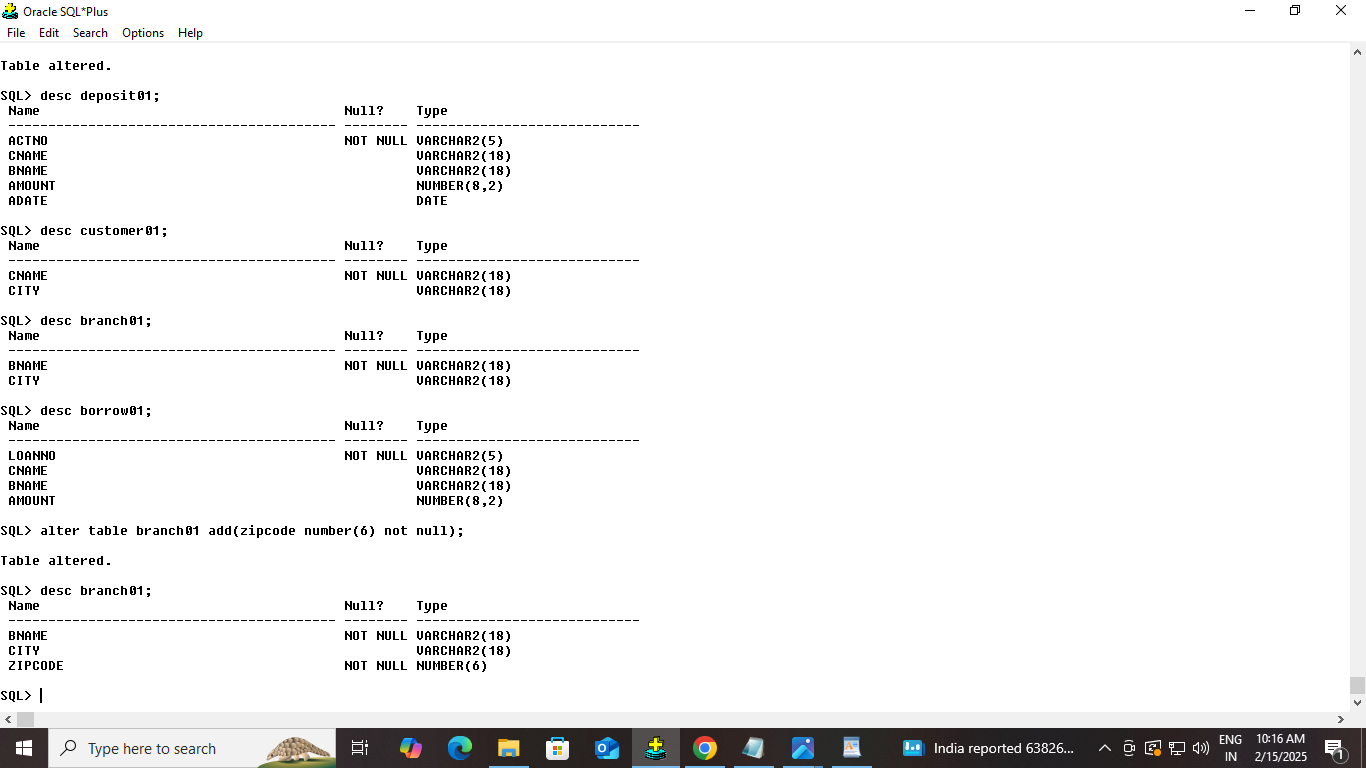 Oracle SQL*Plus
File Edit Search Options Help
Table altered.
SQL> desc deposit01;
Name Null? Type
----------------------------------------- -------- ----------------------------
ACTNO NOT NULL VARCHAR2(5)
CNAME VARCHAR2(18)
BNAME VARCHAR2(18)
AMOUNT NUMBER(8,2)
ADATE DATE
SQL> desc customer01;
Name Null? Type
----------------------------------------- -------- ----------------------------
CNAME NOT NULL VARCHAR2(18)
CITY VARCHAR2(18)
SQL> desc branch01;
Name Null? Type
----------------------------------------- -------- ----------------------------
BNAME NOT NULL VARCHAR2(18)
CITY VARCHAR2(18)
SQL> desc borrow01;
Name Null? Type
----------------------------------------- -------- ----------------------------
LOANNO NOT NULL VARCHAR2(5)
CNAME VARCHAR2(18)
BNAME VARCHAR2(18)
AMOUNT NUMBER(8,2)
SQL> alter table branch01 add(zipcode number(6) not null);
Table altered.
SQL> desc branch01;
Name Null? Type
----------------------------------------- -------- ----------------------------
BNAME NOT NULL VARCHAR2(18)
CITY VARCHAR2(18)
ZIPCODE NOT NULL NUMBER(6)
SQL>
Type here to search
India reported 63826...
ENG
IN
10:16 AM
2/15/2025
1